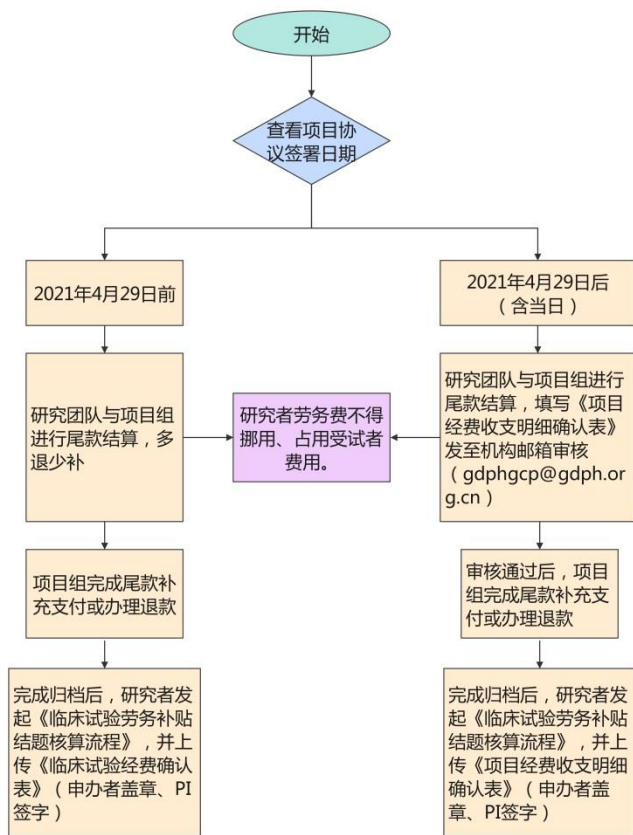 开始
查看项目协
议签署日期
2021年4月29日前
2021年4月29日后
（含当日）
研究团队与项目组
进行尾款结算，多
退少补
研究者劳务费不得
挪用、占用受试者
费用。
研究团队与项目组进行
尾款结算，填写《项目
经费收支明细确认表》
发至机构邮箱审核
（gdphgcp@gdph.or
g.cn）
项目组完成尾款补
充支付或办理退款
审核通过后，项目
组完成尾款补充支
付或办理退款
完成归档后，研究者发
起《临床试验劳务补贴
结题核算流程》，并上
传《临床试验经费确认
表》（申办者盖章、PI
签字）
完成归档后，研究者发
起《临床试验劳务补贴
结题核算流程》，并上
传《项目经费收支明细
确认表》（申办者盖
章、PI签字）